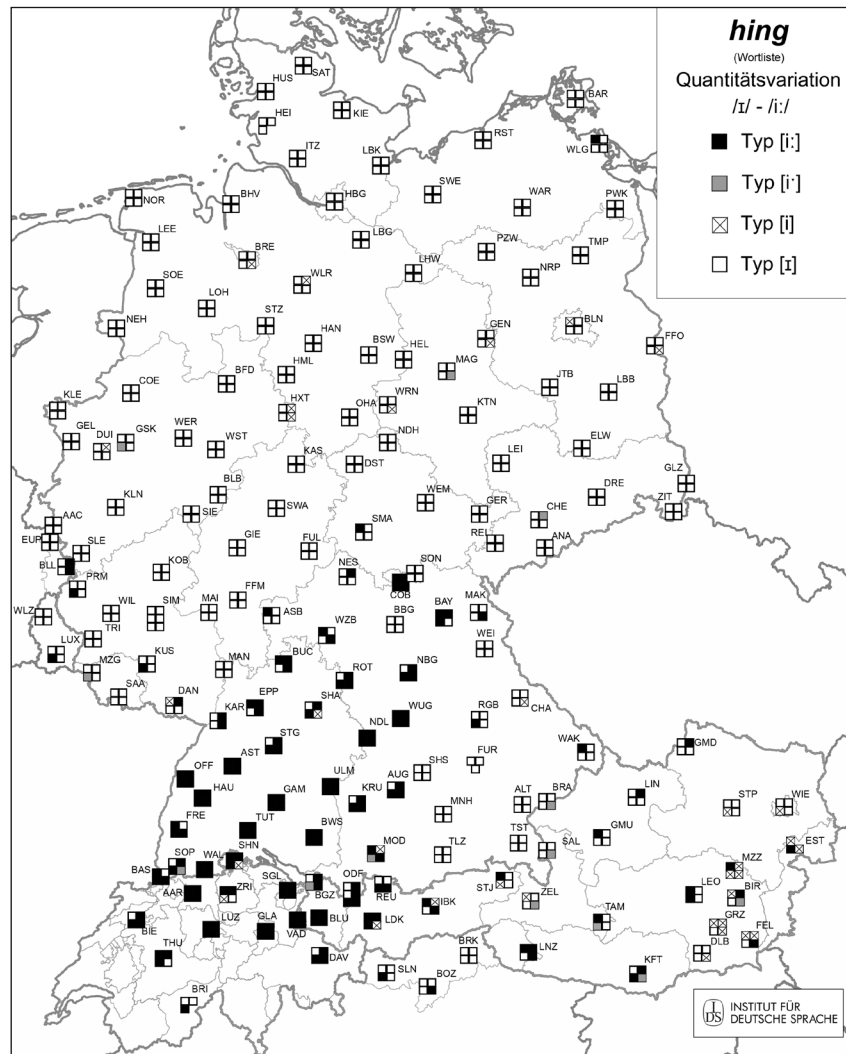 hing
(Wortliste)
Quantitätsvariation
/ɪ/ - /iː/
Typ [iː]
Typ [iˑ]
Typ [i]
Typ [ɪ]
SAT
HUS
HEI
KIE
BAR
ITZ
LBK
RST
WLG
NOR
BHV
HBG
SWE
WAR
PWK
LEE
BRE
LBG
PZW
TMP
SOE
WLR
LHW
NRP
LOH
NEH
STZ
HAN
GEN
BLN
FFO
BSW
HEL
MAG
HML
BFD
COE
JTB
LBB
KLE
HXT
OHA
WRN
KTN
GEL
DUI
GSK
WER
WST
NDH
ELW
KAS
DST
LEI
GLZ
BLB
KLN
SIE
SWA
WEM
GER
DRE
ZIT
AAC
EUP
SLE
GIE
FUL
SMA
REI
CHE
ANA
BLL
PRM
KOB
NES
SON
COB
WLZ
WIL
SIM
MAI
FFM
ASB
BBG
BAY
MAK
TRI
WZB
WEI
LUX
MZG
KUS
MAN
BUC
ROT
NBG
SAA
DAN
KAR
EPP
SHA
WUG
RGB
CHA
STG
NDL
WAK
GMD
AST
OFF
ULM
SHS
FUR
HAU
GAM
KRU
AUG
ALT
BRA
LIN
STP
WIE
FRE
TUT
BWS
MNH
GMU
EST
SOP
WAL
SHN
MOD
TLZ
TST
SAL
MZZ
BAS
AAR
ZRI
SGL
BGZ
ODF
REU
IBK
STJ
ZEL
LEO
BIR
BIE
LUZ
GLA
VAD
BLU
LDK
TAM
GRZ
FEL
THU
DAV
SLN
BOZ
BRK
LNZ
KFT
DLB
BRI
IDS
INSTITUT FÜR
DEUTSCHE SPRACHE